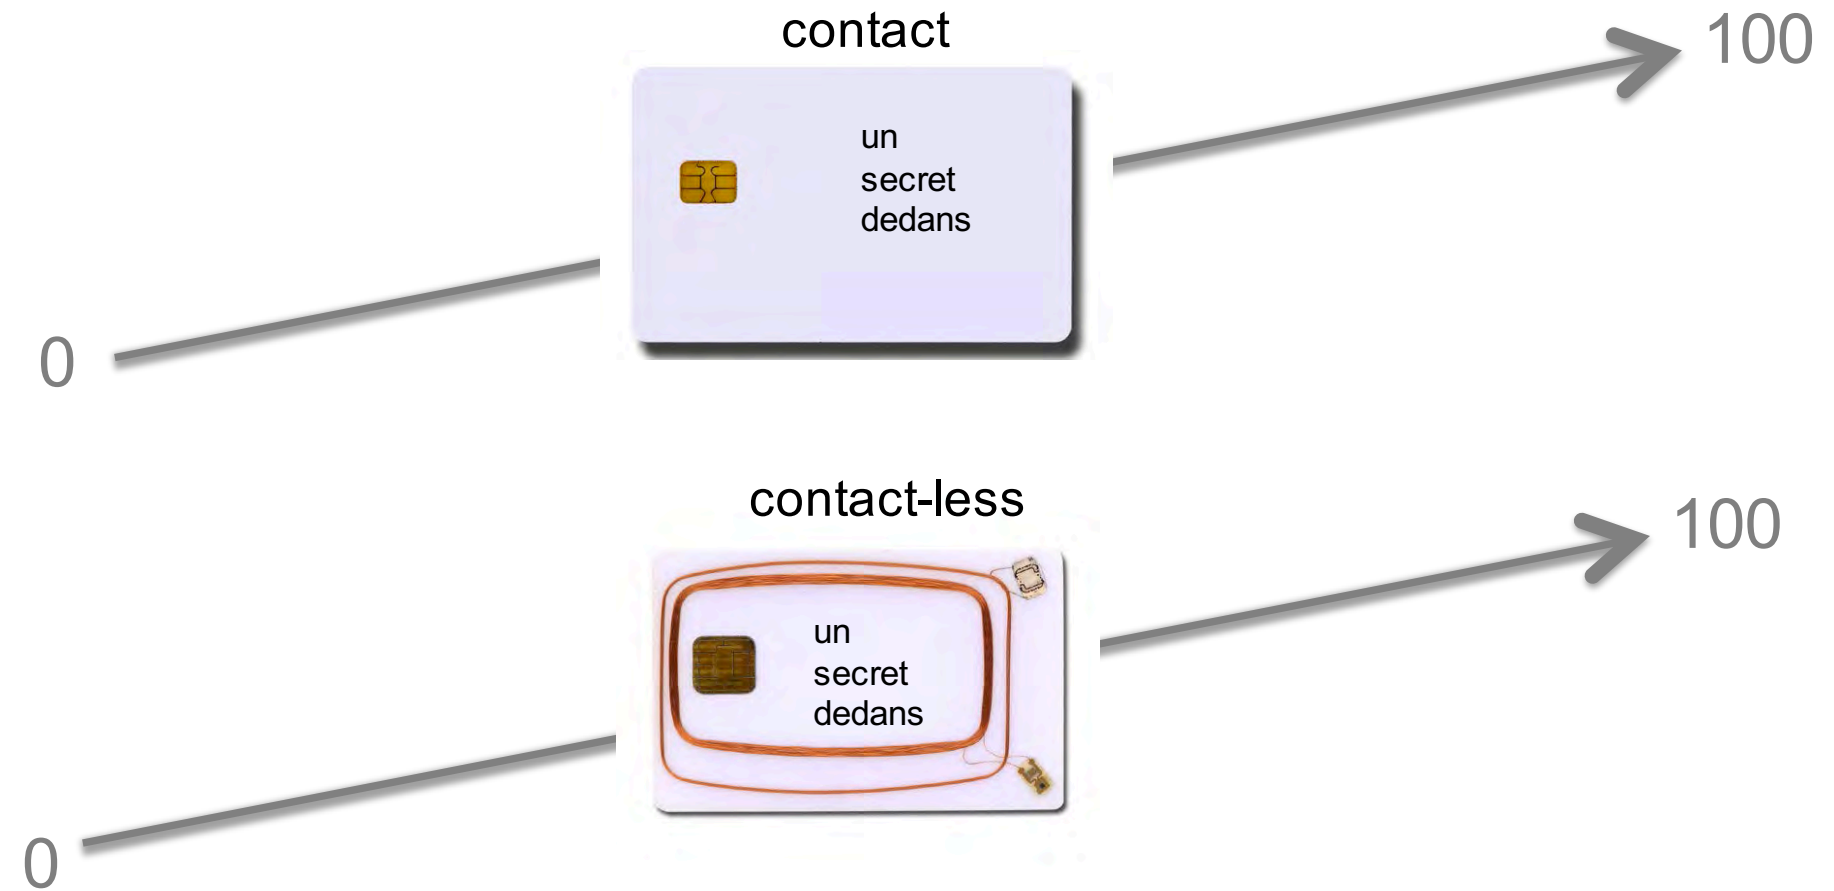 contact
100
un
secret
dedans
0
contact-less
100
un
secret
dedans
0